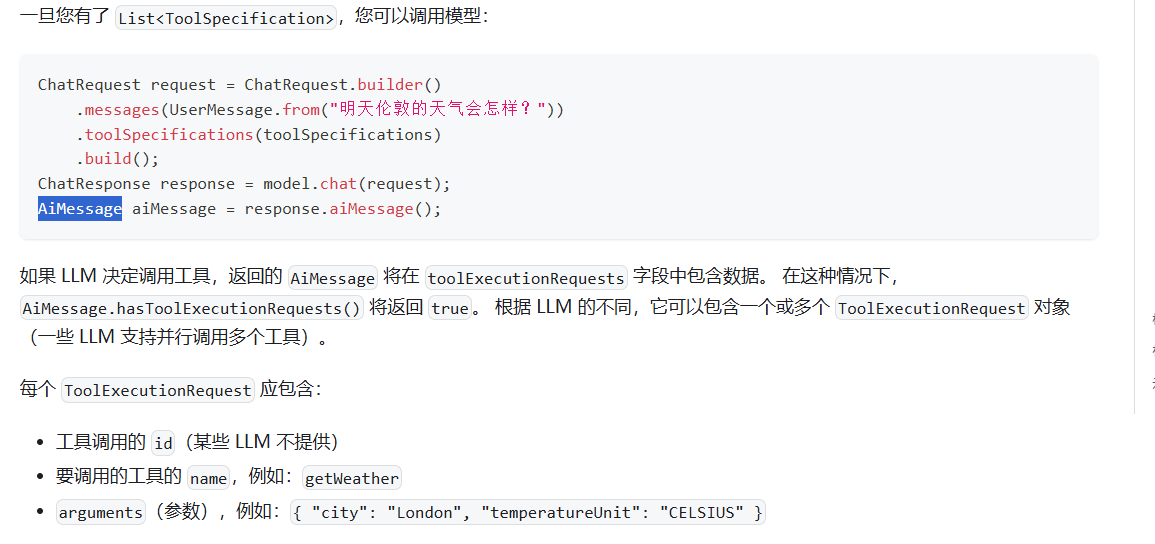 一旦您有了 List<ToolSpecification>，您可以调用模型：
ChatRequest request = ChatRequest.builder()
    .messages(UserMessage.from("明天伦敦的天气会怎样？"))
    .toolSpecifications(toolSpecifications)
    .build();
ChatResponse response = model.chat(request);
AiMessage aiMessage = response.aiMessage();
如果 LLM 决定调用工具，返回的 AiMessage 将在 toolExecutionRequests 字段中包含数据。 在这种情况下，
AiMessage.hasToolExecutionRequests() 将返回 true。 根据 LLM 的不同，它可以包含一个或多个 ToolExecutionRequest 对象
（一些 LLM 支持并行调用多个工具）。
每个 ToolExecutionRequest 应包含：
• 工具调用的 id（某些 LLM 不提供）
• 要调用的工具的 name，例如：getWeather
• arguments（参数），例如：{ "city": "London", "temperatureUnit": "CELSIUS" }